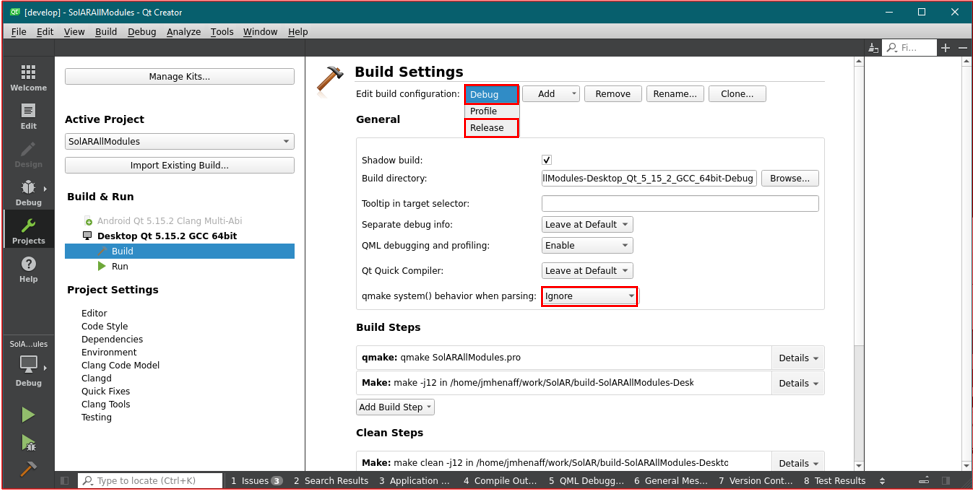 [develop] - SolARAllModules - Qt Creator
File Edit View Build Debug Analyze Tools Window Help
Fi...
Welcome
Edit
Design
Debug
Projects
Help
SolA...ules
Debug
Manage Kits...
Active Project
SolARAllModules
Import Existing Build...
Build & Run
Android Qt 5.15.2 Clang Multi-Abi
Desktop Qt 5.15.2 GCC 64bit
Build
Run
Project Settings
Editor
Code Style
Dependencies
Environment
Clang Code Model
Clangd
Quick Fixes
Clang Tools
Testing
Build Settings
Edit build configuration: Debug Add Remove Rename... Clone...
Profile
Release
General
Shadow build:
Build directory: llModules-Desktop_Qt_5_15_2_GCC_64bit-Debug Browse...
Tooltip in target selector:
Separate debug info: Leave at Default
QML debugging and profiling: Enable
Qt Quick Compiler: Leave at Default
qmake system() behavior when parsing: Ignore
Build Steps
qmake: qmake SolARAllModules.pro Details
Make: make -j12 in /home/jmhenaff/work/SolAR/build-SolARAllModules-Desk Details
Add Build Step
Clean Steps
Make: make clean -j12 in /home/jmhenaff/work/SolAR/build-SolARAllModules-Deskto Details
Type to locate (Ctrl+K) 1 Issues 3 2 Search Results 3 Application ... 4 Compile Out... 5 QML Debugg... 6 General Mes... 7 Version Cont... 8 Test Results